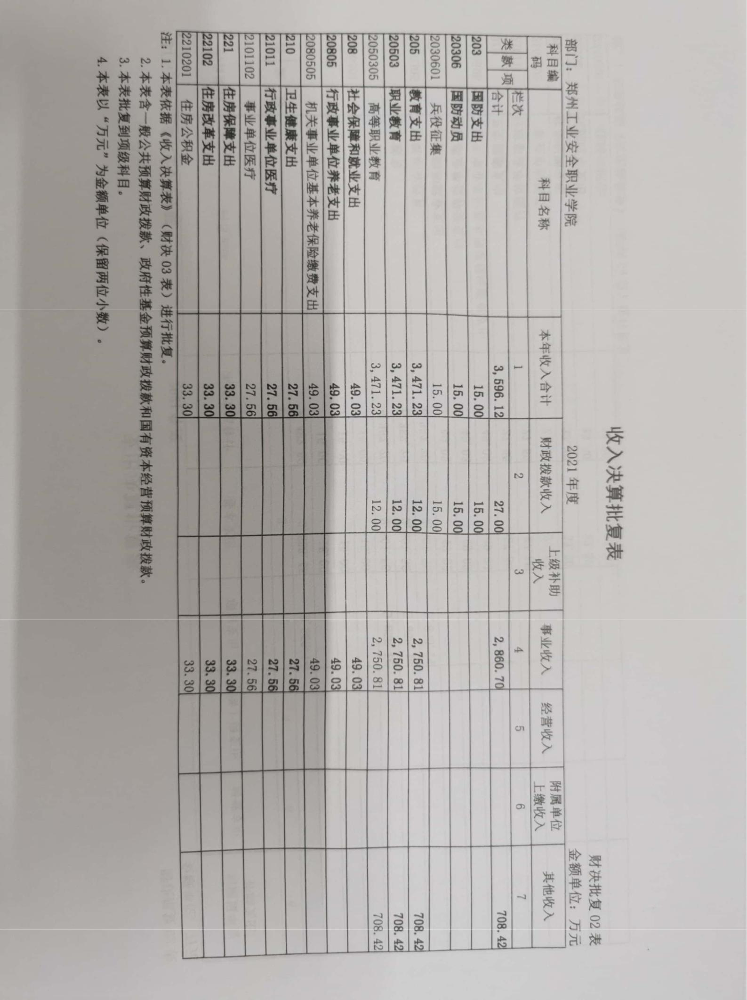 收入决算批复表
财决批复 02 表
部门：郑州工业安全职业学院 2021 年度 金额单位：万元
科目编码 科目名称 本年收入合计 财政拨款收入 上级补助收入 事业收入 经营收入 附属单位上缴收入 其他收入
类 款 项 栏次 1 2 3 4 5 6 7
合计 3,596.12 27.00 2,860.70 708.42
203 国防支出 15.00 15.00
20306 国防动员 15.00 15.00
2030601 兵役征集 15.00 15.00
205 教育支出 3,471.23 12.00 2,750.81 708.42
20503 职业教育 3,471.23 12.00 2,750.81 708.42
2050305 高等职业教育 3,471.23 12.00 2,750.81 708.42
208 社会保障和就业支出 49.03 49.03
20805 行政事业单位养老支出 49.03 49.03
2080505 机关事业单位基本养老保险缴费支出 49.03 49.03
210 卫生健康支出 27.56 27.56
21011 行政事业单位医疗 27.56 27.56
2101102 事业单位医疗 27.56 27.56
221 住房保障支出 33.30 33.30
22102 住房改革支出 33.30 33.30
2210201 住房公积金 33.30 33.30
注：1.本表依据《收入决算表》（财决 03 表）进行批复。
2.本表含一般公共预算财政拨款、政府性基金预算财政拨款和国有资本经营预算财政拨款。
3.本表批复到项级科目。
4.本表以“万元”为金额单位（保留两位小数）。